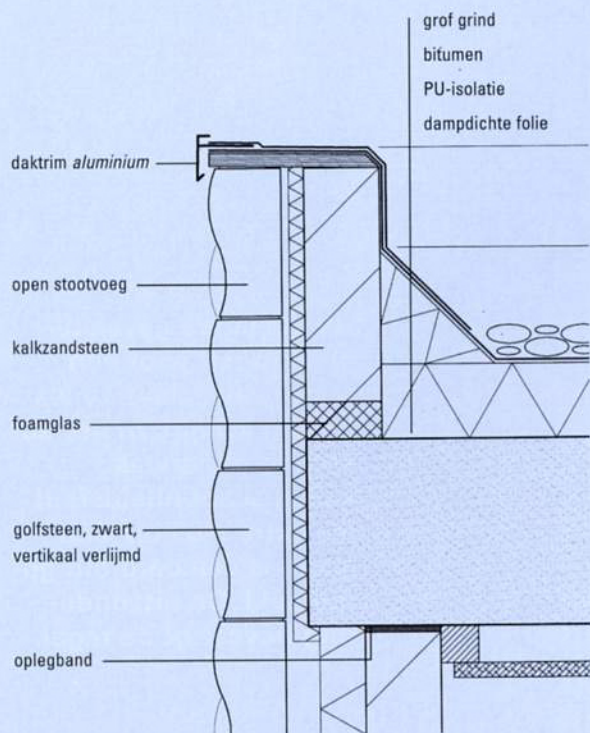 grof grind
bitumen
PU-isolatie
dampdichte folie
daktrim aluminium
open stootvoeg
kalkzandsteen
foamglas
golfsteen, zwart,
vertikaal verlijmd
oplegband